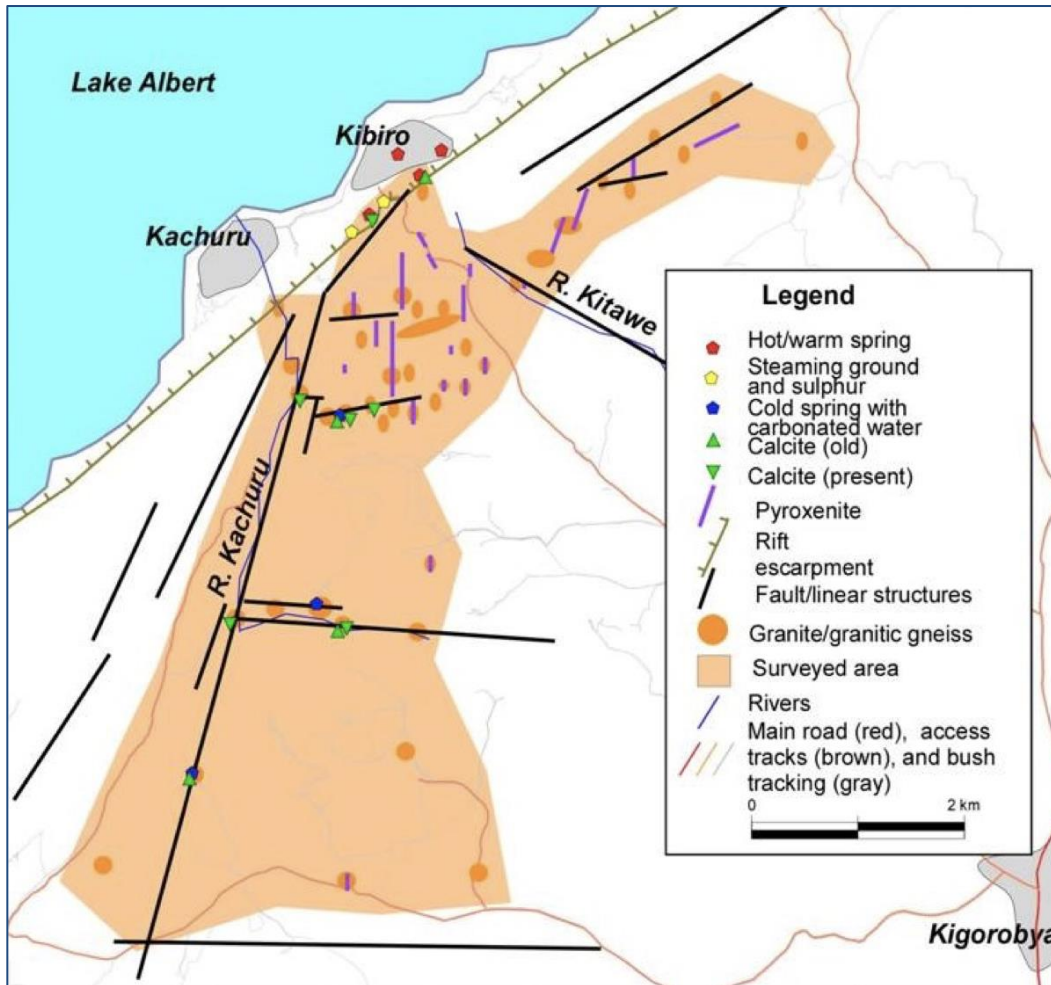 Lake Albert
Kibiro
Kachuru
R. Kitawe
R. Kachuru
Kigorobya
Legend
Hot/warm spring
Steaming ground
and sulphur
Cold spring with
carbonated water
Calcite (old)
Calcite (present)
Pyroxenite
Rift
escarpment
Fault/linear structures
Granite/granitic gneiss
Surveyed area
Rivers
Main road (red), access
tracks (brown), and bush
tracking (gray)
0 2 km